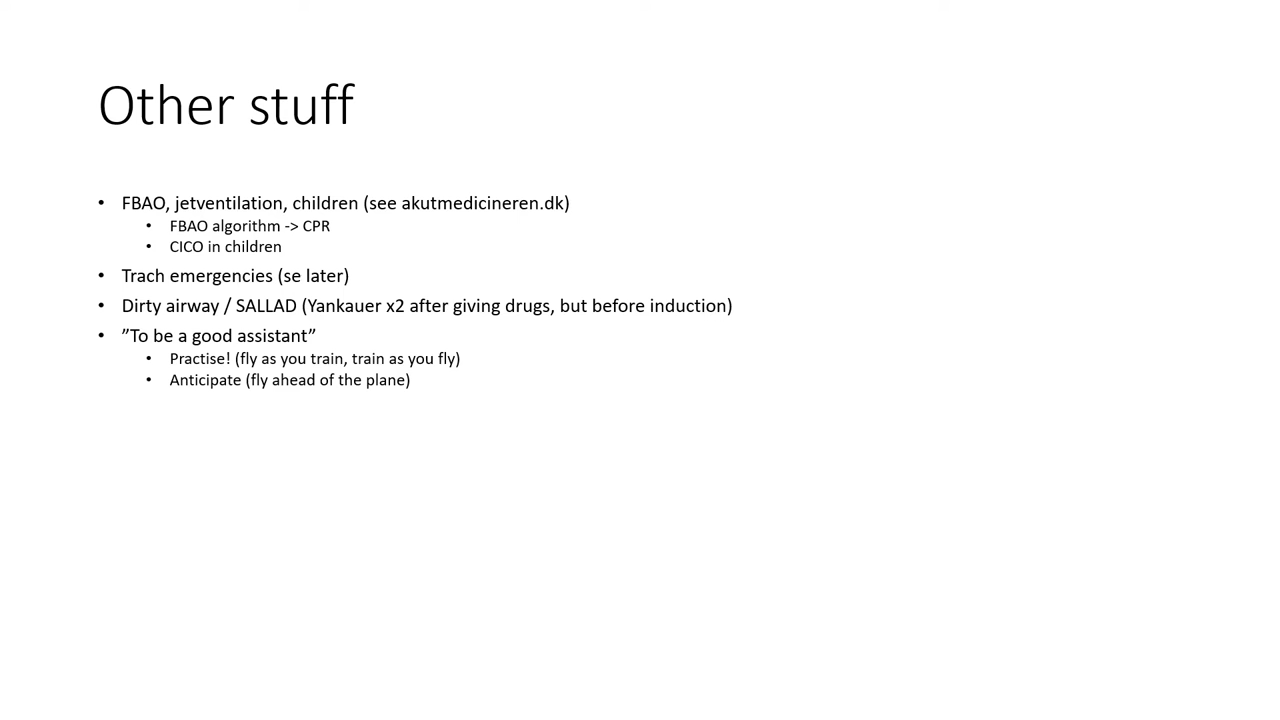 Other stuff
• FBAO, jetventilation, children (see akutmedicineren.dk)
• FBAO algorithm -> CPR
• CICO in children
• Trach emergencies (se later)
• Dirty airway / SALLAD (Yankauer x2 after giving drugs, but before induction)
• ”To be a good assistant”
• Practise! (fly as you train, train as you fly)
• Anticipate (fly ahead of the plane)